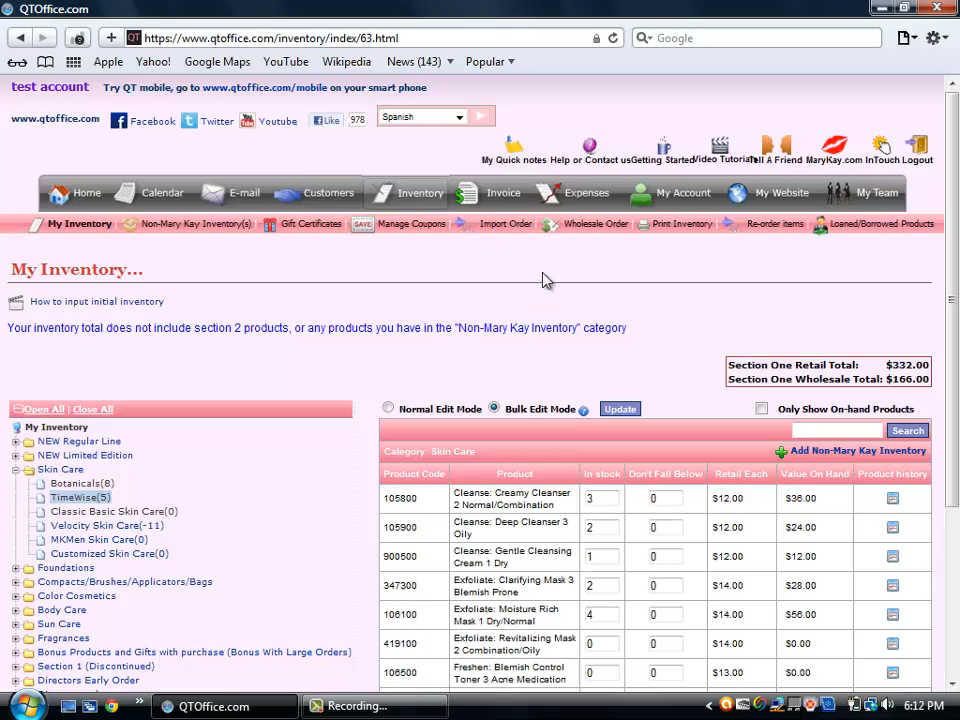 QTOffice.com
https://www.qtoffice.com/inventory/index/63.html
Google
Apple Yahoo! Google Maps YouTube Wikipedia News (143) Popular
test account Try QT mobile, go to www.qtoffice.com/mobile on your smart phone
www.qtoffice.com Facebook Twitter Youtube Like 978 Spanish
My Quick notes Help or Contact us Getting Started Video Tutorials Tell A Friend MaryKay.com InTouch Logout
Home Calendar E-mail Customers Inventory Invoice Expenses My Account My Website My Team
My Inventory Non-Mary Kay Inventory(s) Gift Certificates SAVE Manage Coupons Import Order Wholesale Order Print Inventory Re-order items Loaned/Borrowed Products
My Inventory...
How to input initial inventory
Your inventory total does not include section 2 products, or any products you have in the "Non-Mary Kay Inventory" category
Section One Retail Total: $332.00
Section One Wholesale Total: $166.00
Open All | Close All
My Inventory
NEW Regular Line
NEW Limited Edition
Skin Care
Botanicals(8)
TimeWise(5)
Classic Basic Skin Care(0)
Velocity Skin Care(-11)
MKMen Skin Care(0)
Customized Skin Care(0)
Foundations
Compacts/Brushes/Applicators/Bags
Color Cosmetics
Body Care
Sun Care
Fragrances
Bonus Products and Gifts with purchase (Bonus With Large Orders)
Section 1 (Discontinued)
Directors Early Order
Normal Edit Mode Bulk Edit Mode ? Update Only Show On-hand Products
Search
Category: Skin Care Add Non-Mary Kay Inventory
Product Code Product In stock Don't Fall Below Retail Each Value On Hand Product history
105800 Cleanse: Creamy Cleanser 2 Normal/Combination 3 0 $12.00 $36.00
105900 Cleanse: Deep Cleanser 3 Oily 2 0 $12.00 $24.00
900500 Cleanse: Gentle Cleansing Cream 1 Dry 1 0 $12.00 $12.00
347300 Exfoliate: Clarifying Mask 3 Blemish Prone 2 0 $14.00 $28.00
106100 Exfoliate: Moisture Rich Mask 1 Dry/Normal 4 0 $14.00 $56.00
419100 Exfoliate: Revitalizing Mask 2 Combination/Oily 0 0 $14.00 $0.00
106500 Freshen: Blemish Control Toner 3 Acne Medication 0 0 $13.00 $0.00
QTOffice.com Recording... 6:12 PM